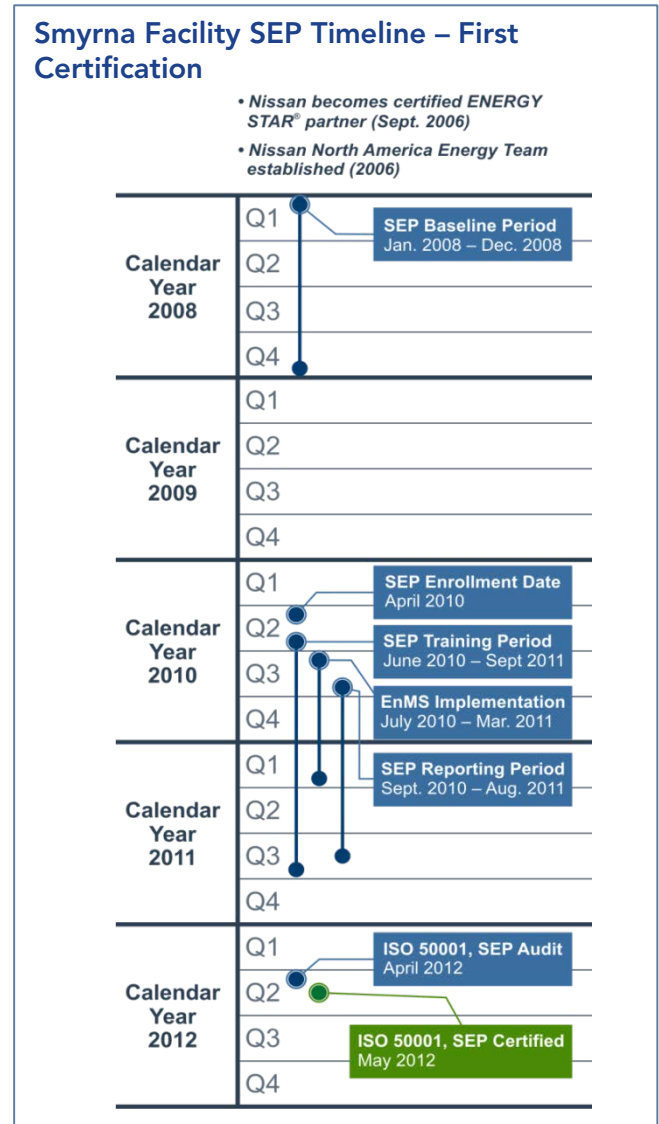 Smyrna Facility SEP Timeline – First
Certification
• Nissan becomes certified ENERGY
STAR® partner (Sept. 2006)
• Nissan North America Energy Team
established (2006)
Calendar
Year
2008
Q1
Q2
Q3
Q4
SEP Baseline Period
Jan. 2008 – Dec. 2008
Calendar
Year
2009
Q1
Q2
Q3
Q4
Calendar
Year
2010
Q1
Q2
Q3
Q4
SEP Enrollment Date
April 2010
SEP Training Period
June 2010 – Sept 2011
EnMS Implementation
July 2010 – Mar. 2011
Calendar
Year
2011
Q1
Q2
Q3
Q4
SEP Reporting Period
Sept. 2010 – Aug. 2011
Calendar
Year
2012
Q1
Q2
Q3
Q4
ISO 50001, SEP Audit
April 2012
ISO 50001, SEP Certified
May 2012